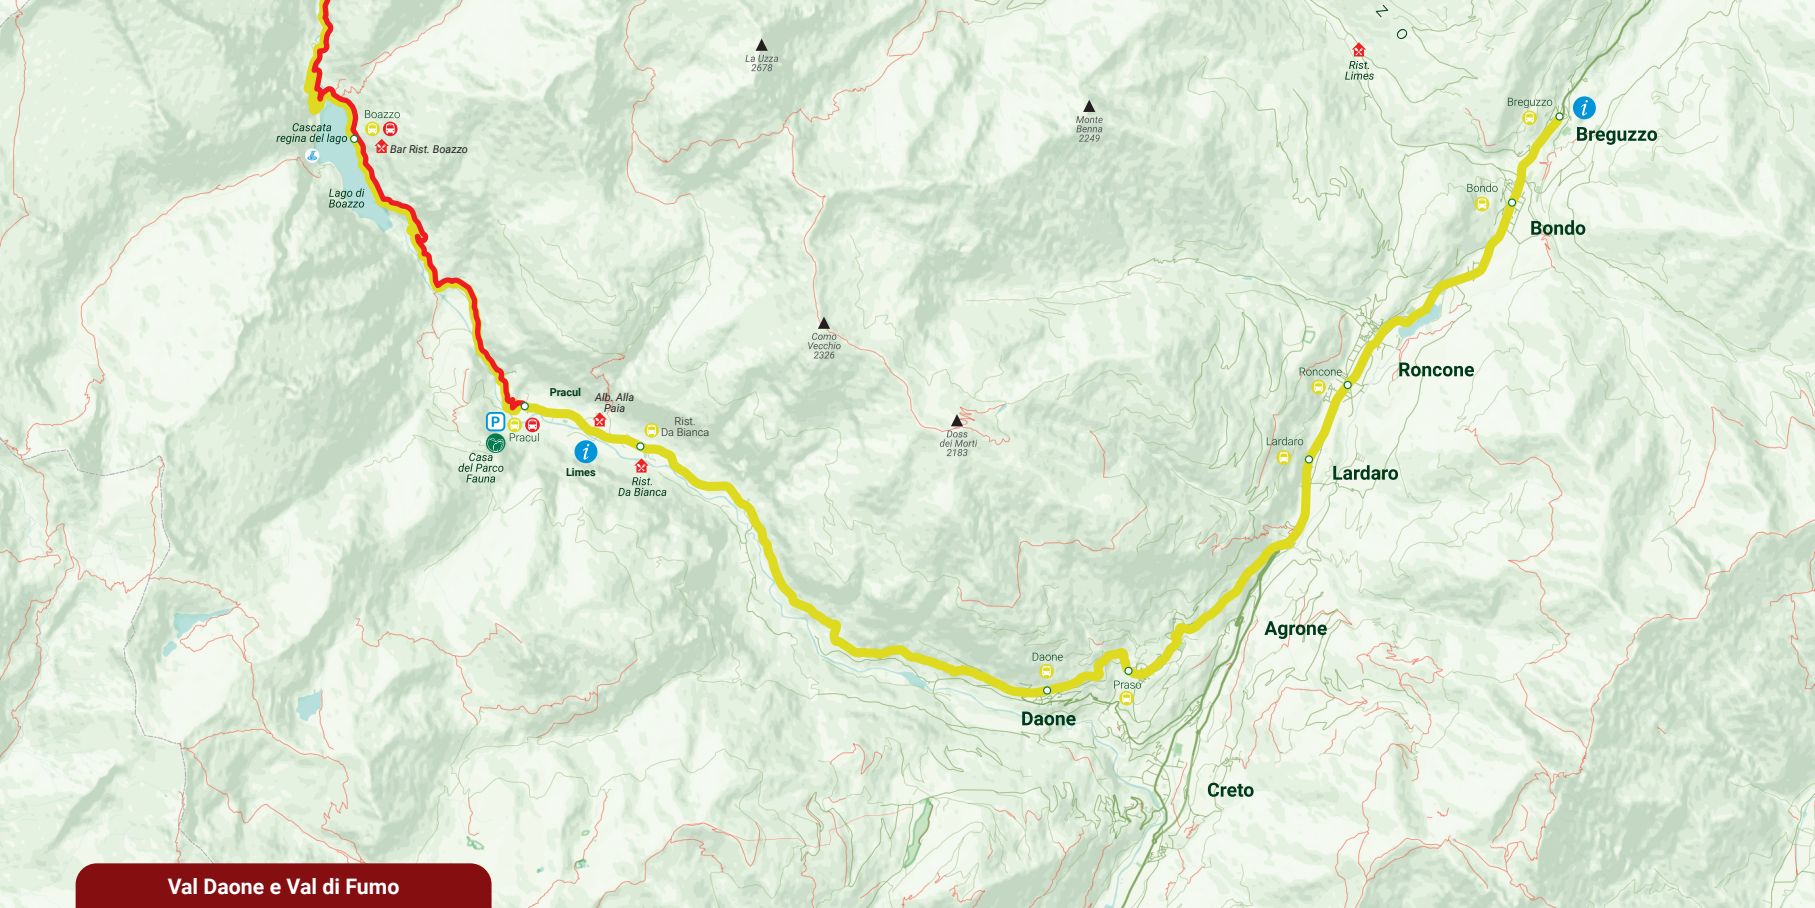 Z
O
La Uzza
2678
Rist.
Limes
Monte
Benna
2249
Breguzzo
i
Breguzzo
Boazzo
Cascata
regina del lago
Bar Rist. Boazzo
Lago di
Boazzo
Bondo
Bondo
Como
Vecchio
2326
Roncone
Roncone
Pracul
Alb. Alla
Paia
P
Pracul
Casa
del Parco
Fauna
i
Limes
Rist.
Da Bianca
Rist.
Da Bianca
Doss
dei Morti
2183
Lardaro
Lardaro
Agrone
Daone
Praso
Daone
Creto
Val Daone e Val di Fumo